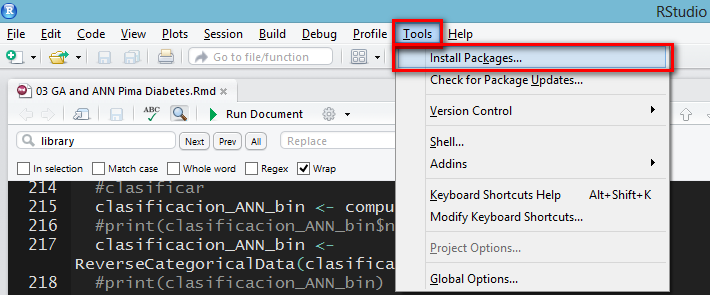 RStudio
File Edit Code View Plots Session Build Debug Profile Tools Help
Go to file/function
Install Packages...
Check for Package Updates...
Version Control
Shell...
Addins
Keyboard Shortcuts Help Alt+Shift+K
Modify Keyboard Shortcuts...
Project Options...
Global Options...
03 GA and ANN Pima Diabetes.Rmd
ABC Run Document
library Next Prev All Replace
In selection Match case Whole word Regex Wrap
214 #clasificar
215 clasificacion_ANN_bin <- compu
216 #print(clasificacion_ANN_bin$n
217 clasificacion_ANN_bin <-
ReverseCategoricalData(clasifica
218 #print(clasificacion_ANN_bin)